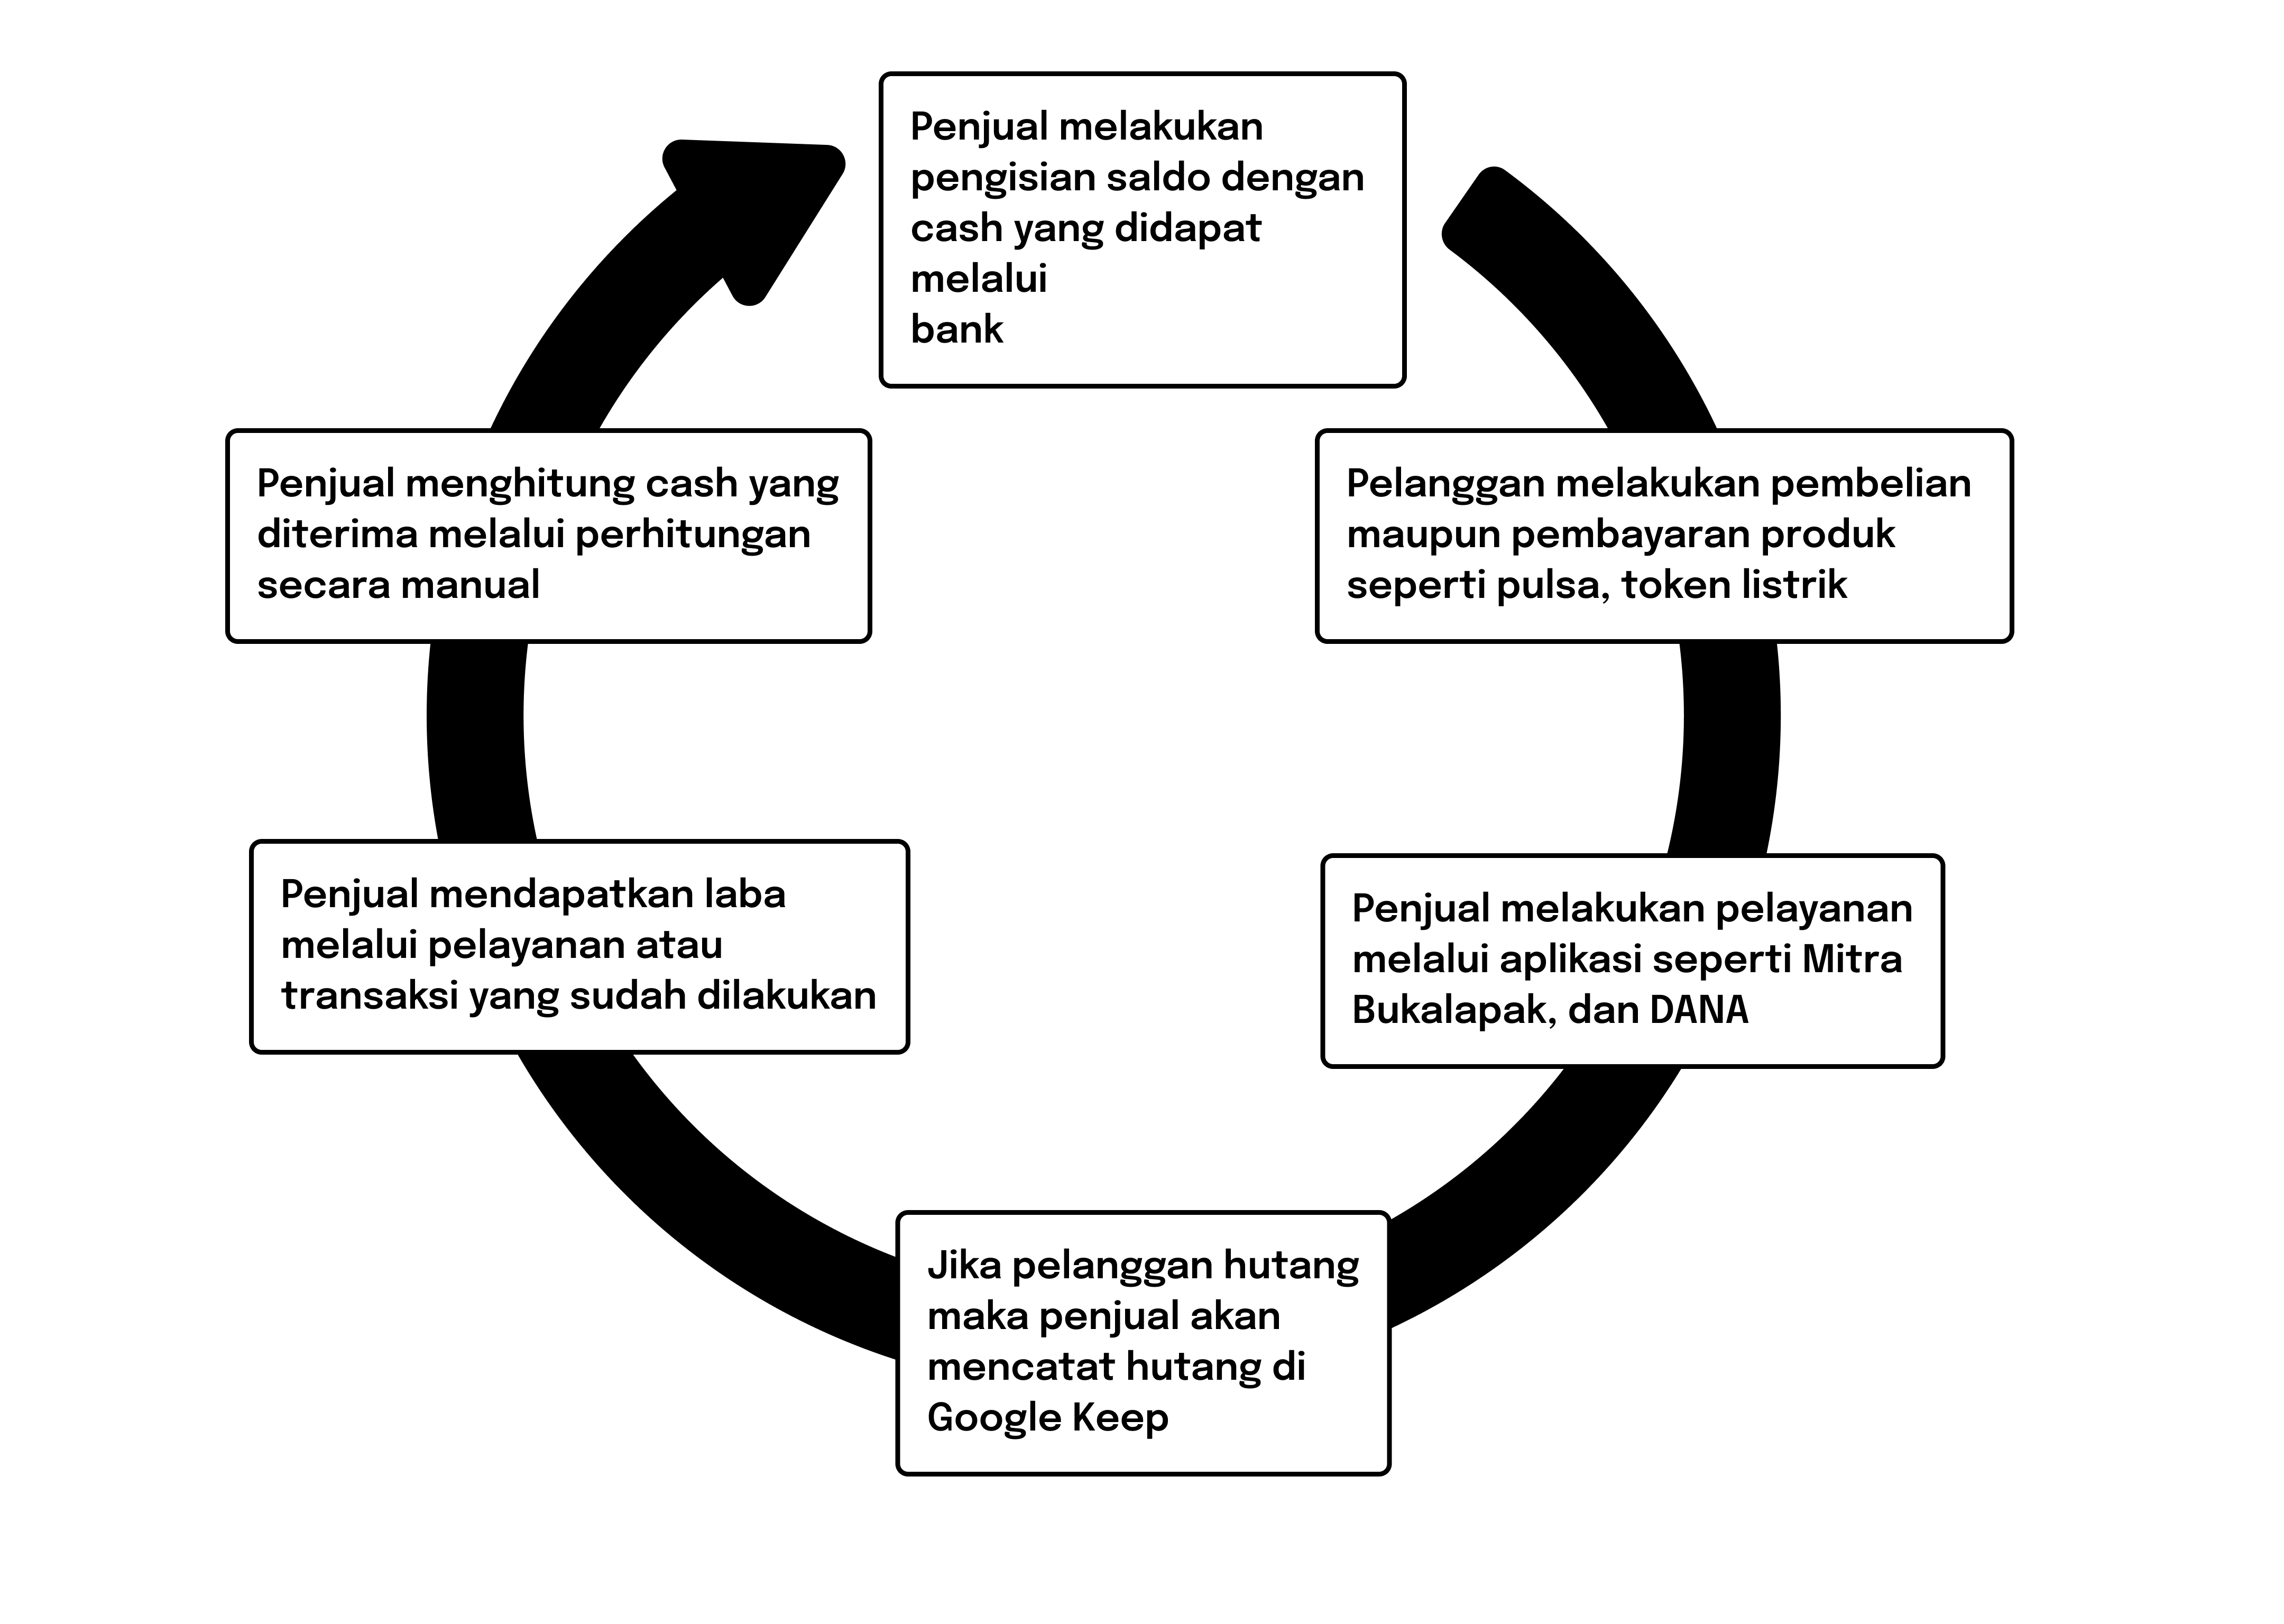 Penjual melakukan
pengisian saldo dengan
cash yang didapat
melalui
bank
Pelanggan melakukan pembelian
maupun pembayaran produk
seperti pulsa, token listrik
Penjual melakukan pelayanan
melalui aplikasi seperti Mitra
Bukalapak, dan DANA
Jika pelanggan hutang
maka penjual akan
mencatat hutang di
Google Keep
Penjual mendapatkan laba
melalui pelayanan atau
transaksi yang sudah dilakukan
Penjual menghitung cash yang
diterima melalui perhitungan
secara manual